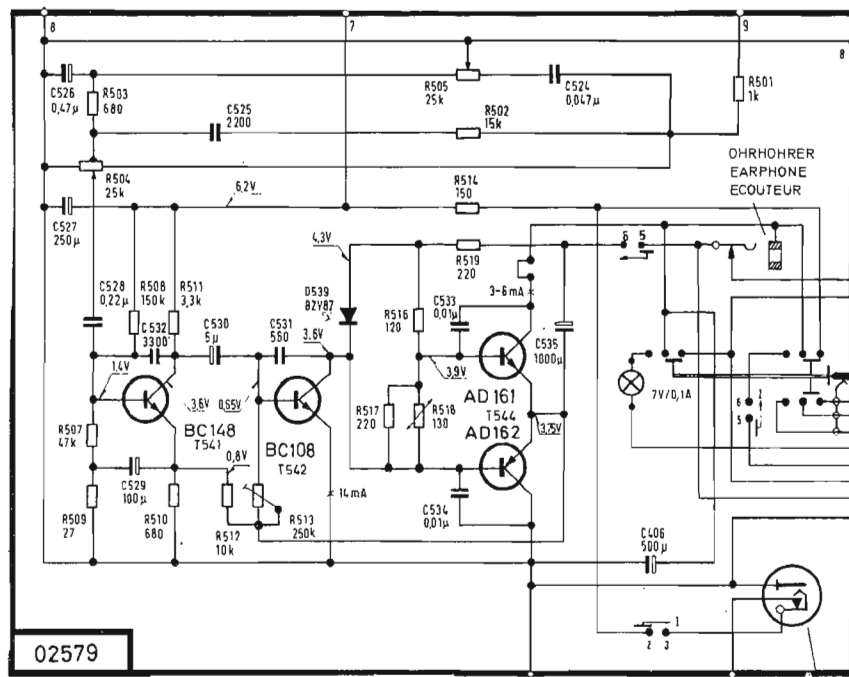 8
7
9
8
C526
0,47µ
R503
680
C525
2200
R505
25k
C524
0,047µ
R501
1k
R502
15k
R504
25k
OHRHÖHRER
EARPHONE
ECOUTEUR
C527
250µ
6,2V
R514
150
4,3V
R519
220
6 5
3-6mA
C528
0,22µ
R508
150k
R511
3,3k
C532
3300
C530
5µ
C531
560
D539
BZY87
3,6V
R516
120
C533
0,01µ
C535
1000µ
1,4V
3,6V
0,65V
3,9V
AD161
T544
AD162
3,75V
7V/0,1A
6
5
BC148
T541
BC108
T542
R517
220
R518
130
R507
47k
C529
100µ
0,8V
14mA
C534
0,01µ
R509
27
R510
680
R512
10k
R513
250k
C406
500µ
1
2 3
02579